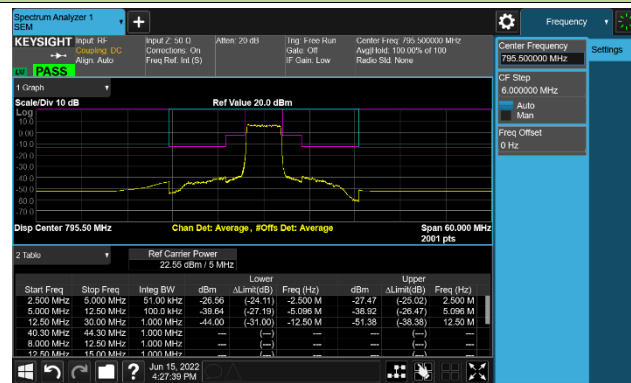 Spectrum Analyzer 1
SEM
Frequency
KEYSIGHT
Input: RF
Coupling: DC
Align: Auto
Input Z: 50 Ω
Corrections: On
Freq Ref: Int (S)
Atten: 20 dB
Trig: Free Run
Gate: Off
IF Gain: Low
Center Freq: 795.500000 MHz
Avg|Hold: 100.00% of 100
Radio Std: None
PASS
Center Frequency
795.500000 MHz
Settings
CF Step
6.000000 MHz
Auto
Man
Freq Offset
0 Hz
1 Graph
Scale/Div 10 dB
Ref Value 20.0 dBm
Log
10.0
0.00
-10.0
-20.0
-30.0
-40.0
-50.0
-60.0
-70.0
Disp Center 795.50 MHz
Chan Det: Average, #Offs Det: Average
Span 60.000 MHz
2001 pts
2 Table
Ref Carrier Power
22.55 dBm / 5 MHz
Lower Upper
Start Freq Stop Freq Integ BW dBm ΔLimit(dB) Freq (Hz) dBm ΔLimit(dB) Freq (Hz)
2.500 MHz 5.000 MHz 51.00 kHz -26.56 (-24.11) -2.500 M -27.47 (-25.02) 2.500 M
5.000 MHz 12.50 MHz 100.0 kHz -39.64 (-27.19) -5.096 M -38.92 (-26.47) 5.096 M
12.50 MHz 30.00 MHz 1.000 MHz -44.00 (-31.00) -12.50 M -51.38 (-38.38) 12.50 M
40.30 MHz 44.30 MHz 1.000 MHz --- (---) --- (---)
8.000 MHz 12.50 MHz 1.000 MHz --- (---) --- (---)
12.50 MHz 15.00 MHz 1.000 MHz --- (---) --- (---)
?
Jun 15, 2022
4:27:39 PM